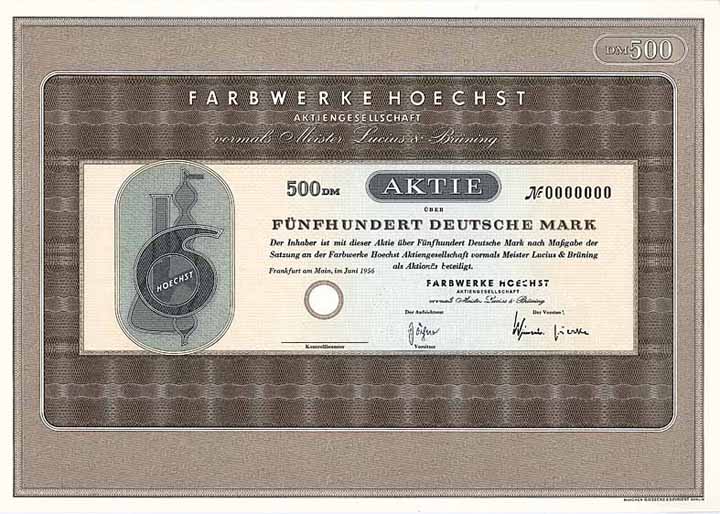 DM 500
FARBWERKE HOECHST
AKTIENGESELLSCHAFT
vormals Meister Lucius & Brüning
500 DM AKTIE № 0000000
ÜBER
FÜNFHUNDERT DEUTSCHE MARK
Der Inhaber ist mit dieser Aktie über Fünfhundert Deutsche Mark nach Maßgabe der
Satzung an der Farbwerke Hoechst Aktiengesellschaft vormals Meister Lucius & Brüning
als Aktionär beteiligt.
Frankfurt am Main, im Juni 1956
HOECHST
FARBWERKE HOECHST
AKTIENGESELLSCHAFT
vormals Meister Lucius & Brüning
Der Aufsichtsrat Der Vorstand
Kontrollbeamter Vorsitzer